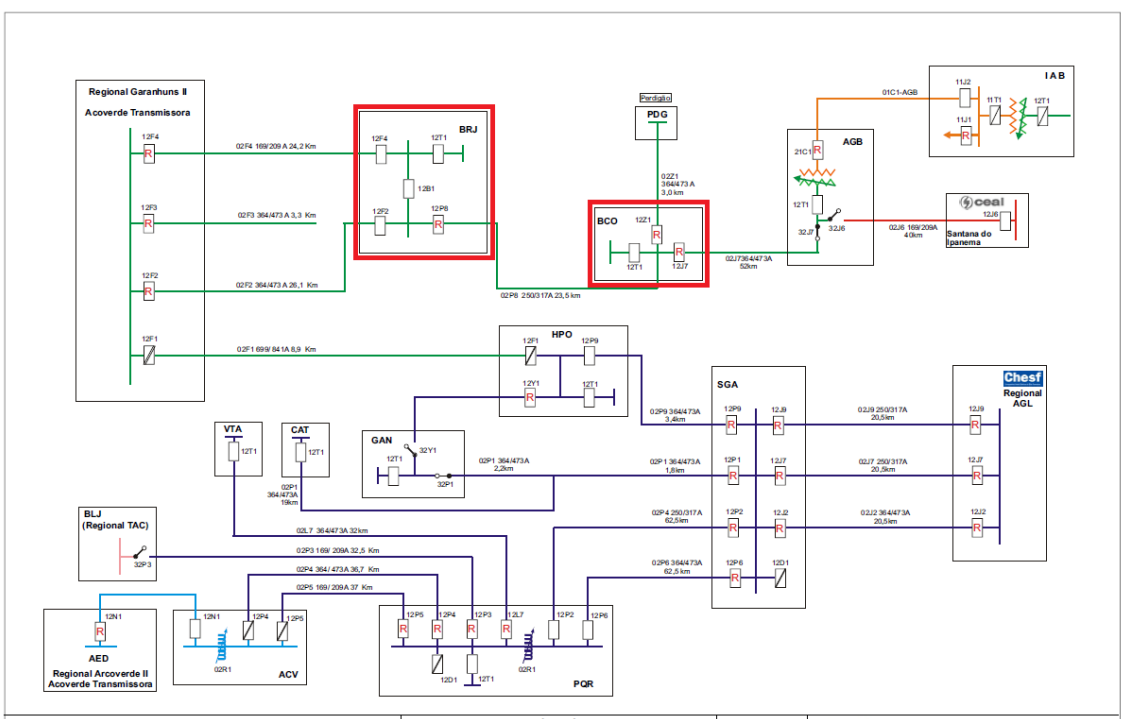 Regional Garanhuns II
Acoverde Transmissora
12F4
R
12F3
R
12F2
R
12F1
02F4 169/209 A 24,2 Km
02F3 364/473 A 3,3 Km
02F2 364/473 A 26,1 Km
02F1 699/ 841A 8,9 Km
BRJ
12F4
12T1
12B1
12F2
12P8
R
02P8 250/317A 23,5 km
Perdigão
PDG
02Z1
364/473 A
3,0 km
BCO
12Z1
R
R
12T1
12J7
02J7364/473A
52km
AGB
21C1
R
12T1
32J7
32J6
01C1-AGB
IAB
11J2
11T1
12T1
11J1
R
02J6 169/209A
40km
ceal
12J6
Santana do
Ipanema
HPO
12F1
12P9
12Y1
R
12T1
GAN
12T1
32Y1
32P1
VTA
12T1
CAT
12T1
02P1
364/473A
19km
02P1 364/473A
2,2km
02P9 364/473A
3,4km
02P1 364/473A
1,8km
02P4 250/317A
62,5km
02P6 364/473A
62,5 km
SGA
12P9
R
12J9
R
12P1
R
12J7
R
12P2
R
12J2
R
12P6
R
12D1
02J9 250/317A
20,5km
02J7 250/317A
20,5km
02J2 364/473A
20,5km
Chesf
Regional
AGL
12J9
R
12J7
R
12J2
R
BLJ
(Regional TAC)
32P3
02L7 364/473A 32km
02P3 169/ 209A 32,5 Km
02P4 364/ 473A 36,7 Km
02P5 169/ 209A 37 Km
12N1
R
AED
Regional Arcoverde II
Acoverde Transmissora
12N1
12P4
12P5
02R1
ACV
12P5
R
12P4
R
12P3
R
12L7
R
12P2
12P6
12D1
12T1
02R1
PQR